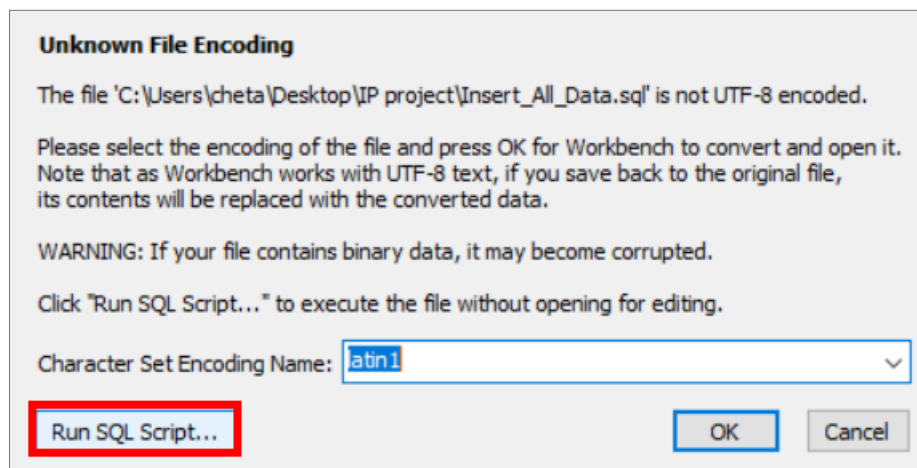 Unknown File Encoding
The file 'C:\Users\cheta\Desktop\IP project\Insert_All_Data.sql' is not UTF-8 encoded.
Please select the encoding of the file and press OK for Workbench to convert and open it.
Note that as Workbench works with UTF-8 text, if you save back to the original file,
its contents will be replaced with the converted data.
WARNING: If your file contains binary data, it may become corrupted.
Click "Run SQL Script..." to execute the file without opening for editing.
Character Set Encoding Name: latin1
Run SQL Script... OK Cancel